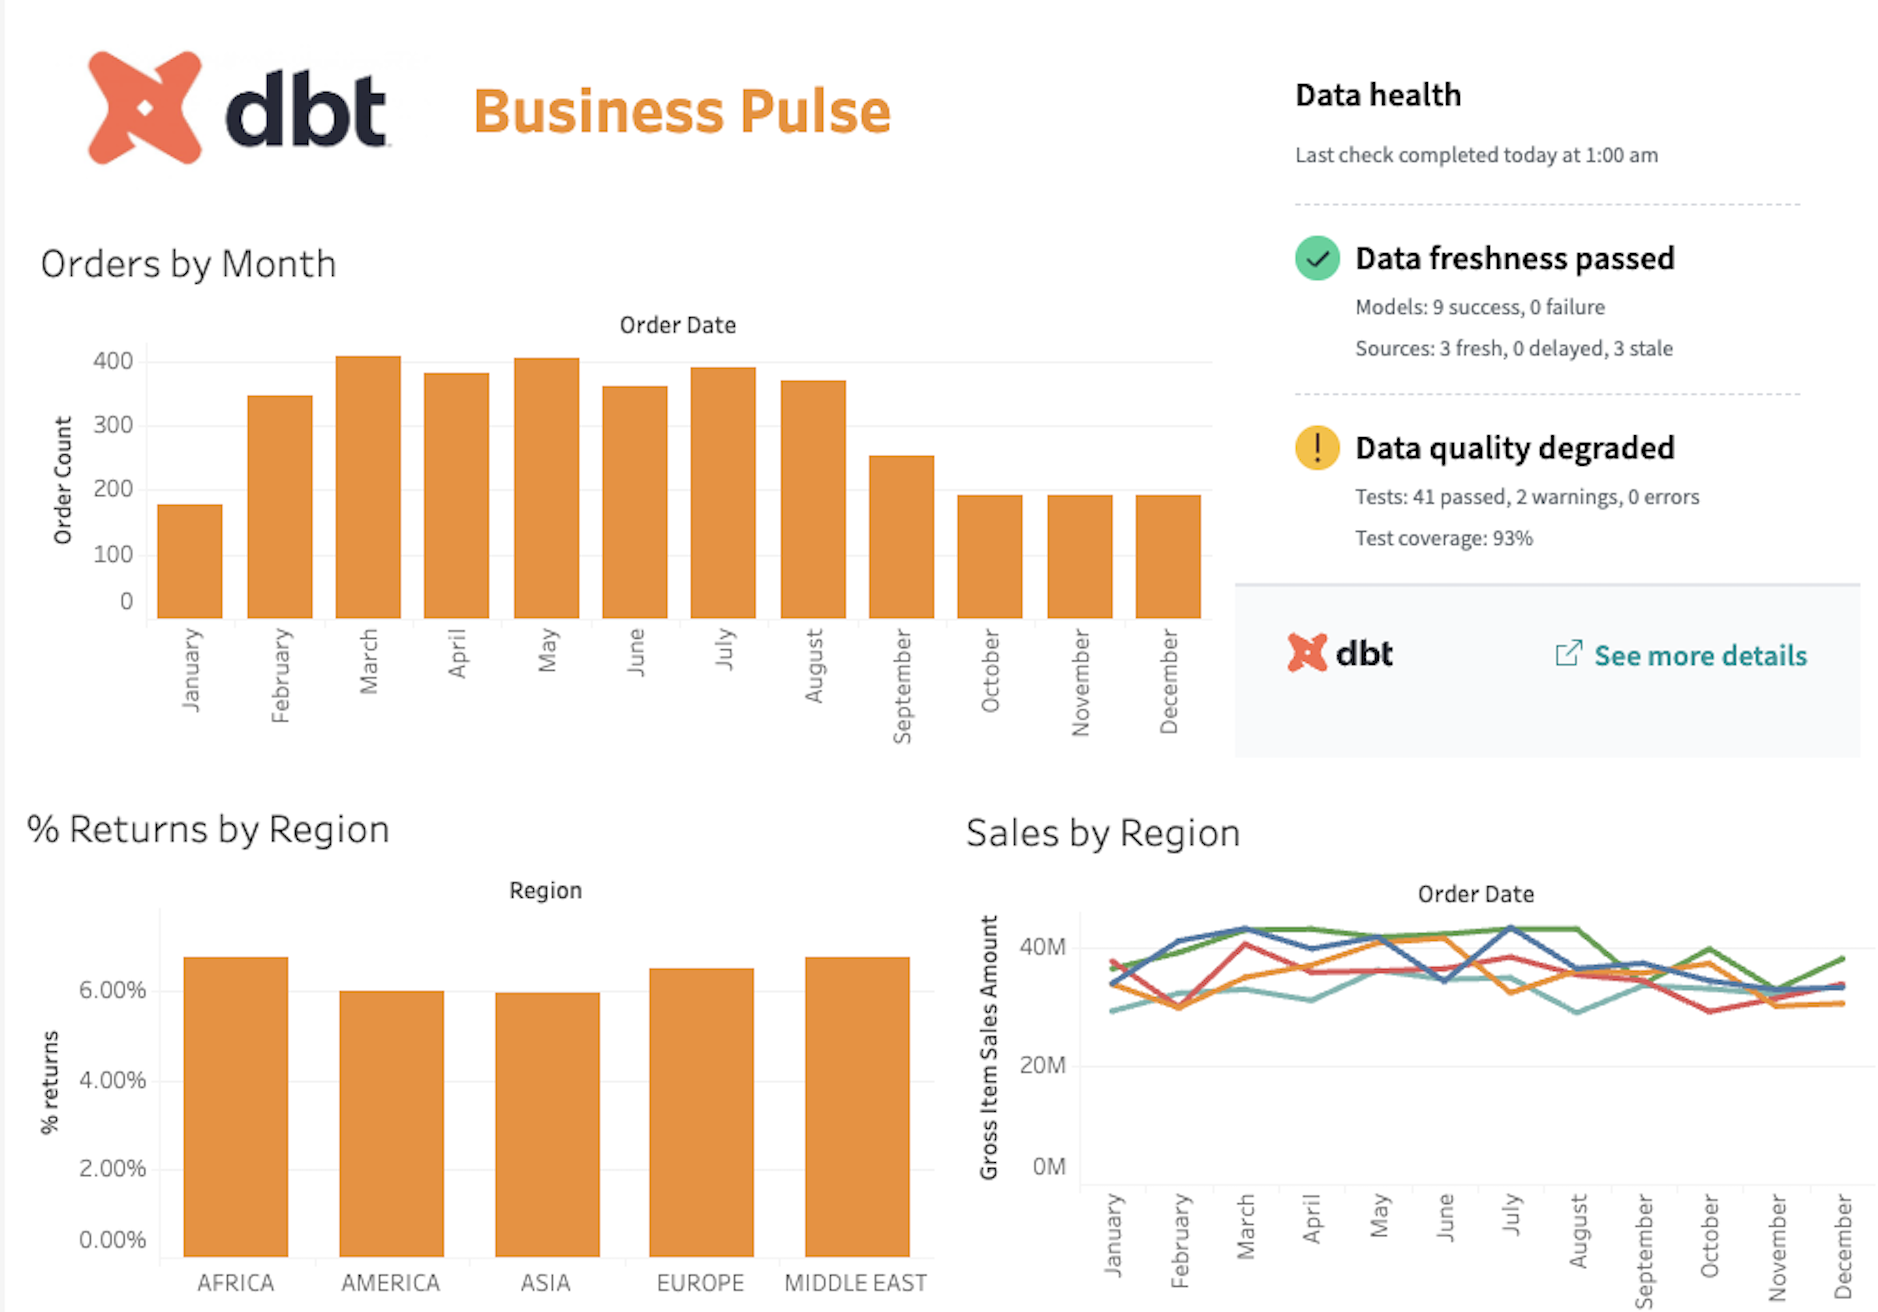 dbt
Business Pulse
Data health
Last check completed today at 1:00 am
Data freshness passed
Models: 9 success, 0 failure
Sources: 3 fresh, 0 delayed, 3 stale
Data quality degraded
Tests: 41 passed, 2 warnings, 0 errors
Test coverage: 93%
dbt
See more details
Orders by Month
Order Date
Order Count
400
300
200
100
0
January
February
March
April
May
June
July
August
September
October
November
December
% Returns by Region
Region
% returns
6.00%
4.00%
2.00%
0.00%
AFRICA
AMERICA
ASIA
EUROPE
MIDDLE EAST
Sales by Region
Order Date
Gross Item Sales Amount
40M
20M
0M
January
February
March
April
May
June
July
August
September
October
November
December